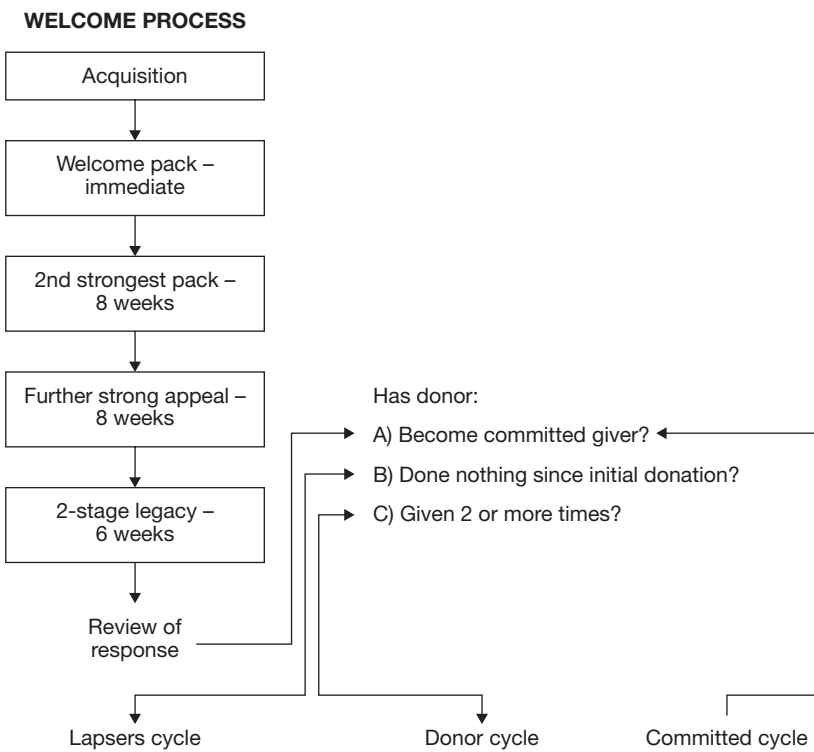 WELCOME PROCESS
Acquisition
Welcome pack –
immediate
2nd strongest pack –
8 weeks
Further strong appeal –
8 weeks
2-stage legacy –
6 weeks
Review of
response
Has donor:
A) Become committed giver?
B) Done nothing since initial donation?
C) Given 2 or more times?
Lapsers cycle
Donor cycle
Committed cycle